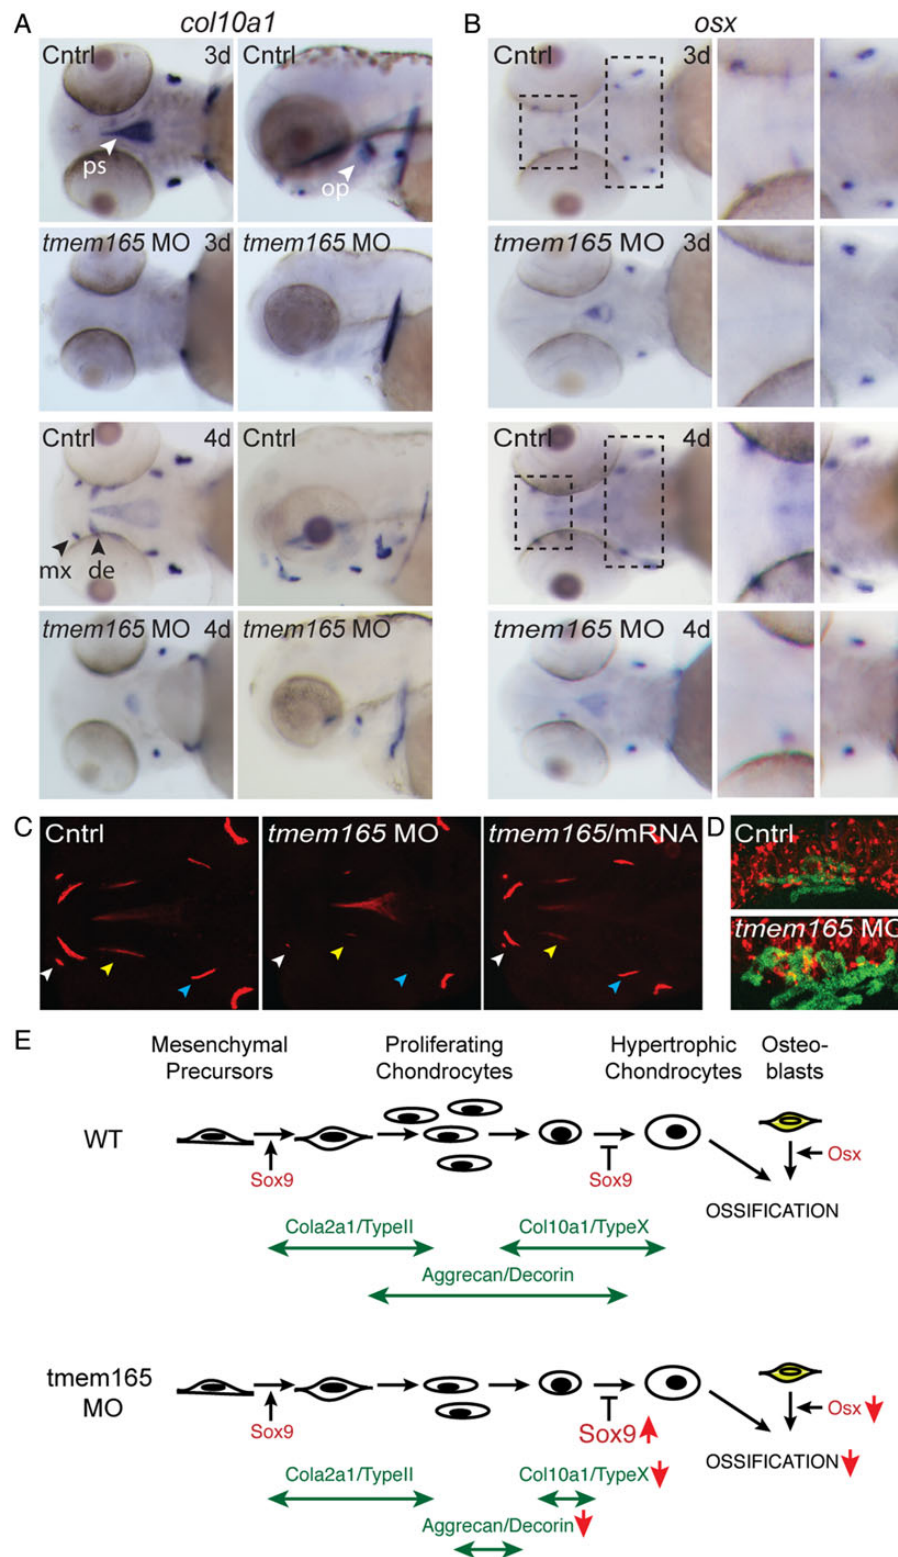 A
col10a1
Cntrl
3d
Cntrl
ps
op
tmem165 MO
3d
tmem165 MO
Cntrl
4d
Cntrl
mx
de
tmem165 MO
4d
tmem165 MO
B
osx
Cntrl
3d
tmem165 MO
3d
Cntrl
4d
tmem165 MO
4d
C
Cntrl
tmem165 MO
tmem165/mRNA
D
Cntrl
tmem165 MO
E
Mesenchymal
Precursors
Proliferating
Chondrocytes
Hypertrophic
Chondrocytes
Osteo-
blasts
WT
Sox9
Sox9
Osx
OSSIFICATION
Cola2a1/TypeII
Col10a1/TypeX
Aggrecan/Decorin
tmem165
MO
Sox9
Sox9
Osx
OSSIFICATION
Cola2a1/TypeII
Col10a1/TypeX
Aggrecan/Decorin